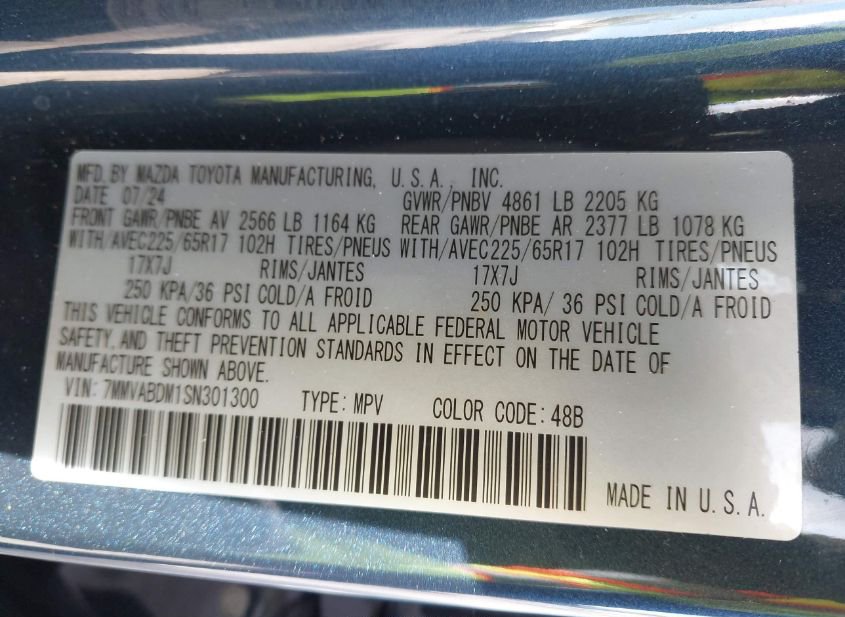 MFD. BY MAZDA TOYOTA MANUFACTURING, U.S.A., INC.
DATE 07/24 GVWR/PNBV 4861 LB 2205 KG
FRONT GAWR/PNBE AV 2566 LB 1164 KG REAR GAWR/PNBE AR 2377 LB 1078 KG
WITH/AVEC225/65R17 102H TIRES/PNEUS WITH/AVEC225/65R17 102H TIRES/PNEUS
17X7J RIMS/JANTES 17X7J RIMS/JANTES
250 KPA/36 PSI COLD/A FROID 250 KPA/ 36 PSI COLD/A FROID
THIS VEHICLE CONFORMS TO ALL APPLICABLE FEDERAL MOTOR VEHICLE
SAFETY, AND THEFT PREVENTION STANDARDS IN EFFECT ON THE DATE OF
MANUFACTURE SHOWN ABOVE.
VIN: 7MMVABDM1SN301300 TYPE: MPV COLOR CODE: 48B
MADE IN U.S.A.